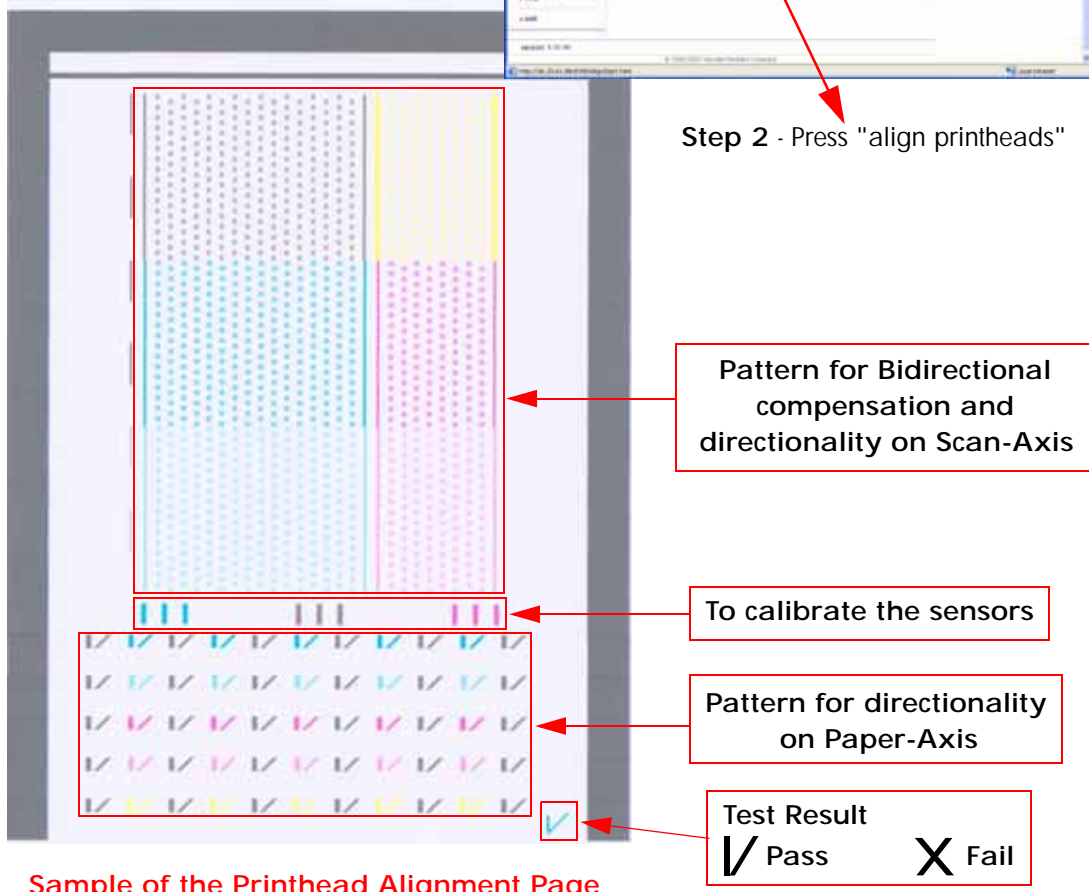 Step 2 - Press "align printheads"
Pattern for Bidirectional
compensation and
directionality on Scan-Axis
To calibrate the sensors
Pattern for directionality
on Paper-Axis
Test Result
Pass X Fail
Sample of the Printhead Alignment Page